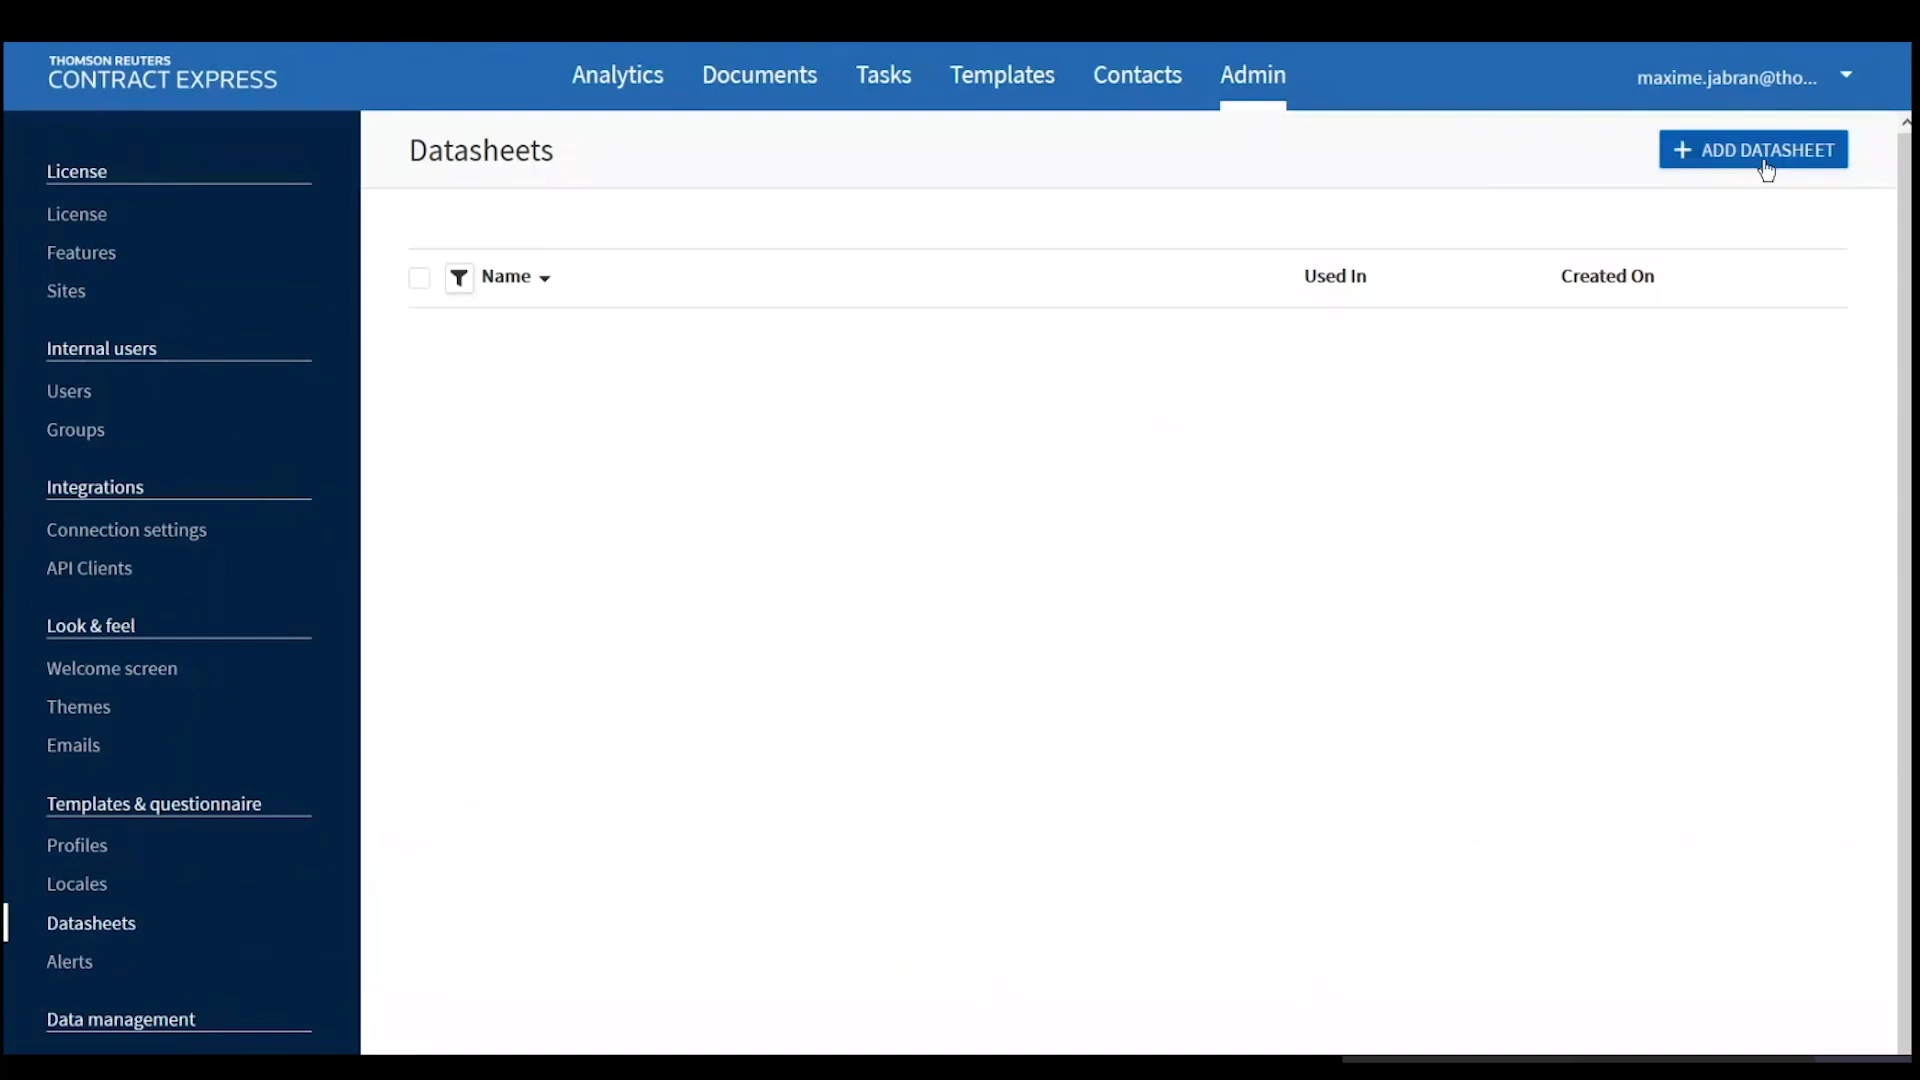 THOMSON REUTERS
CONTRACT EXPRESS
Analytics Documents Tasks Templates Contacts Admin
maxime.jabran@tho...
License
License
Features
Sites
Internal users
Users
Groups
Integrations
Connection settings
API Clients
Look & feel
Welcome screen
Themes
Emails
Templates & questionnaire
Profiles
Locales
Datasheets
Alerts
Data management
Datasheets
+ ADD DATASHEET
Name Used In Created On